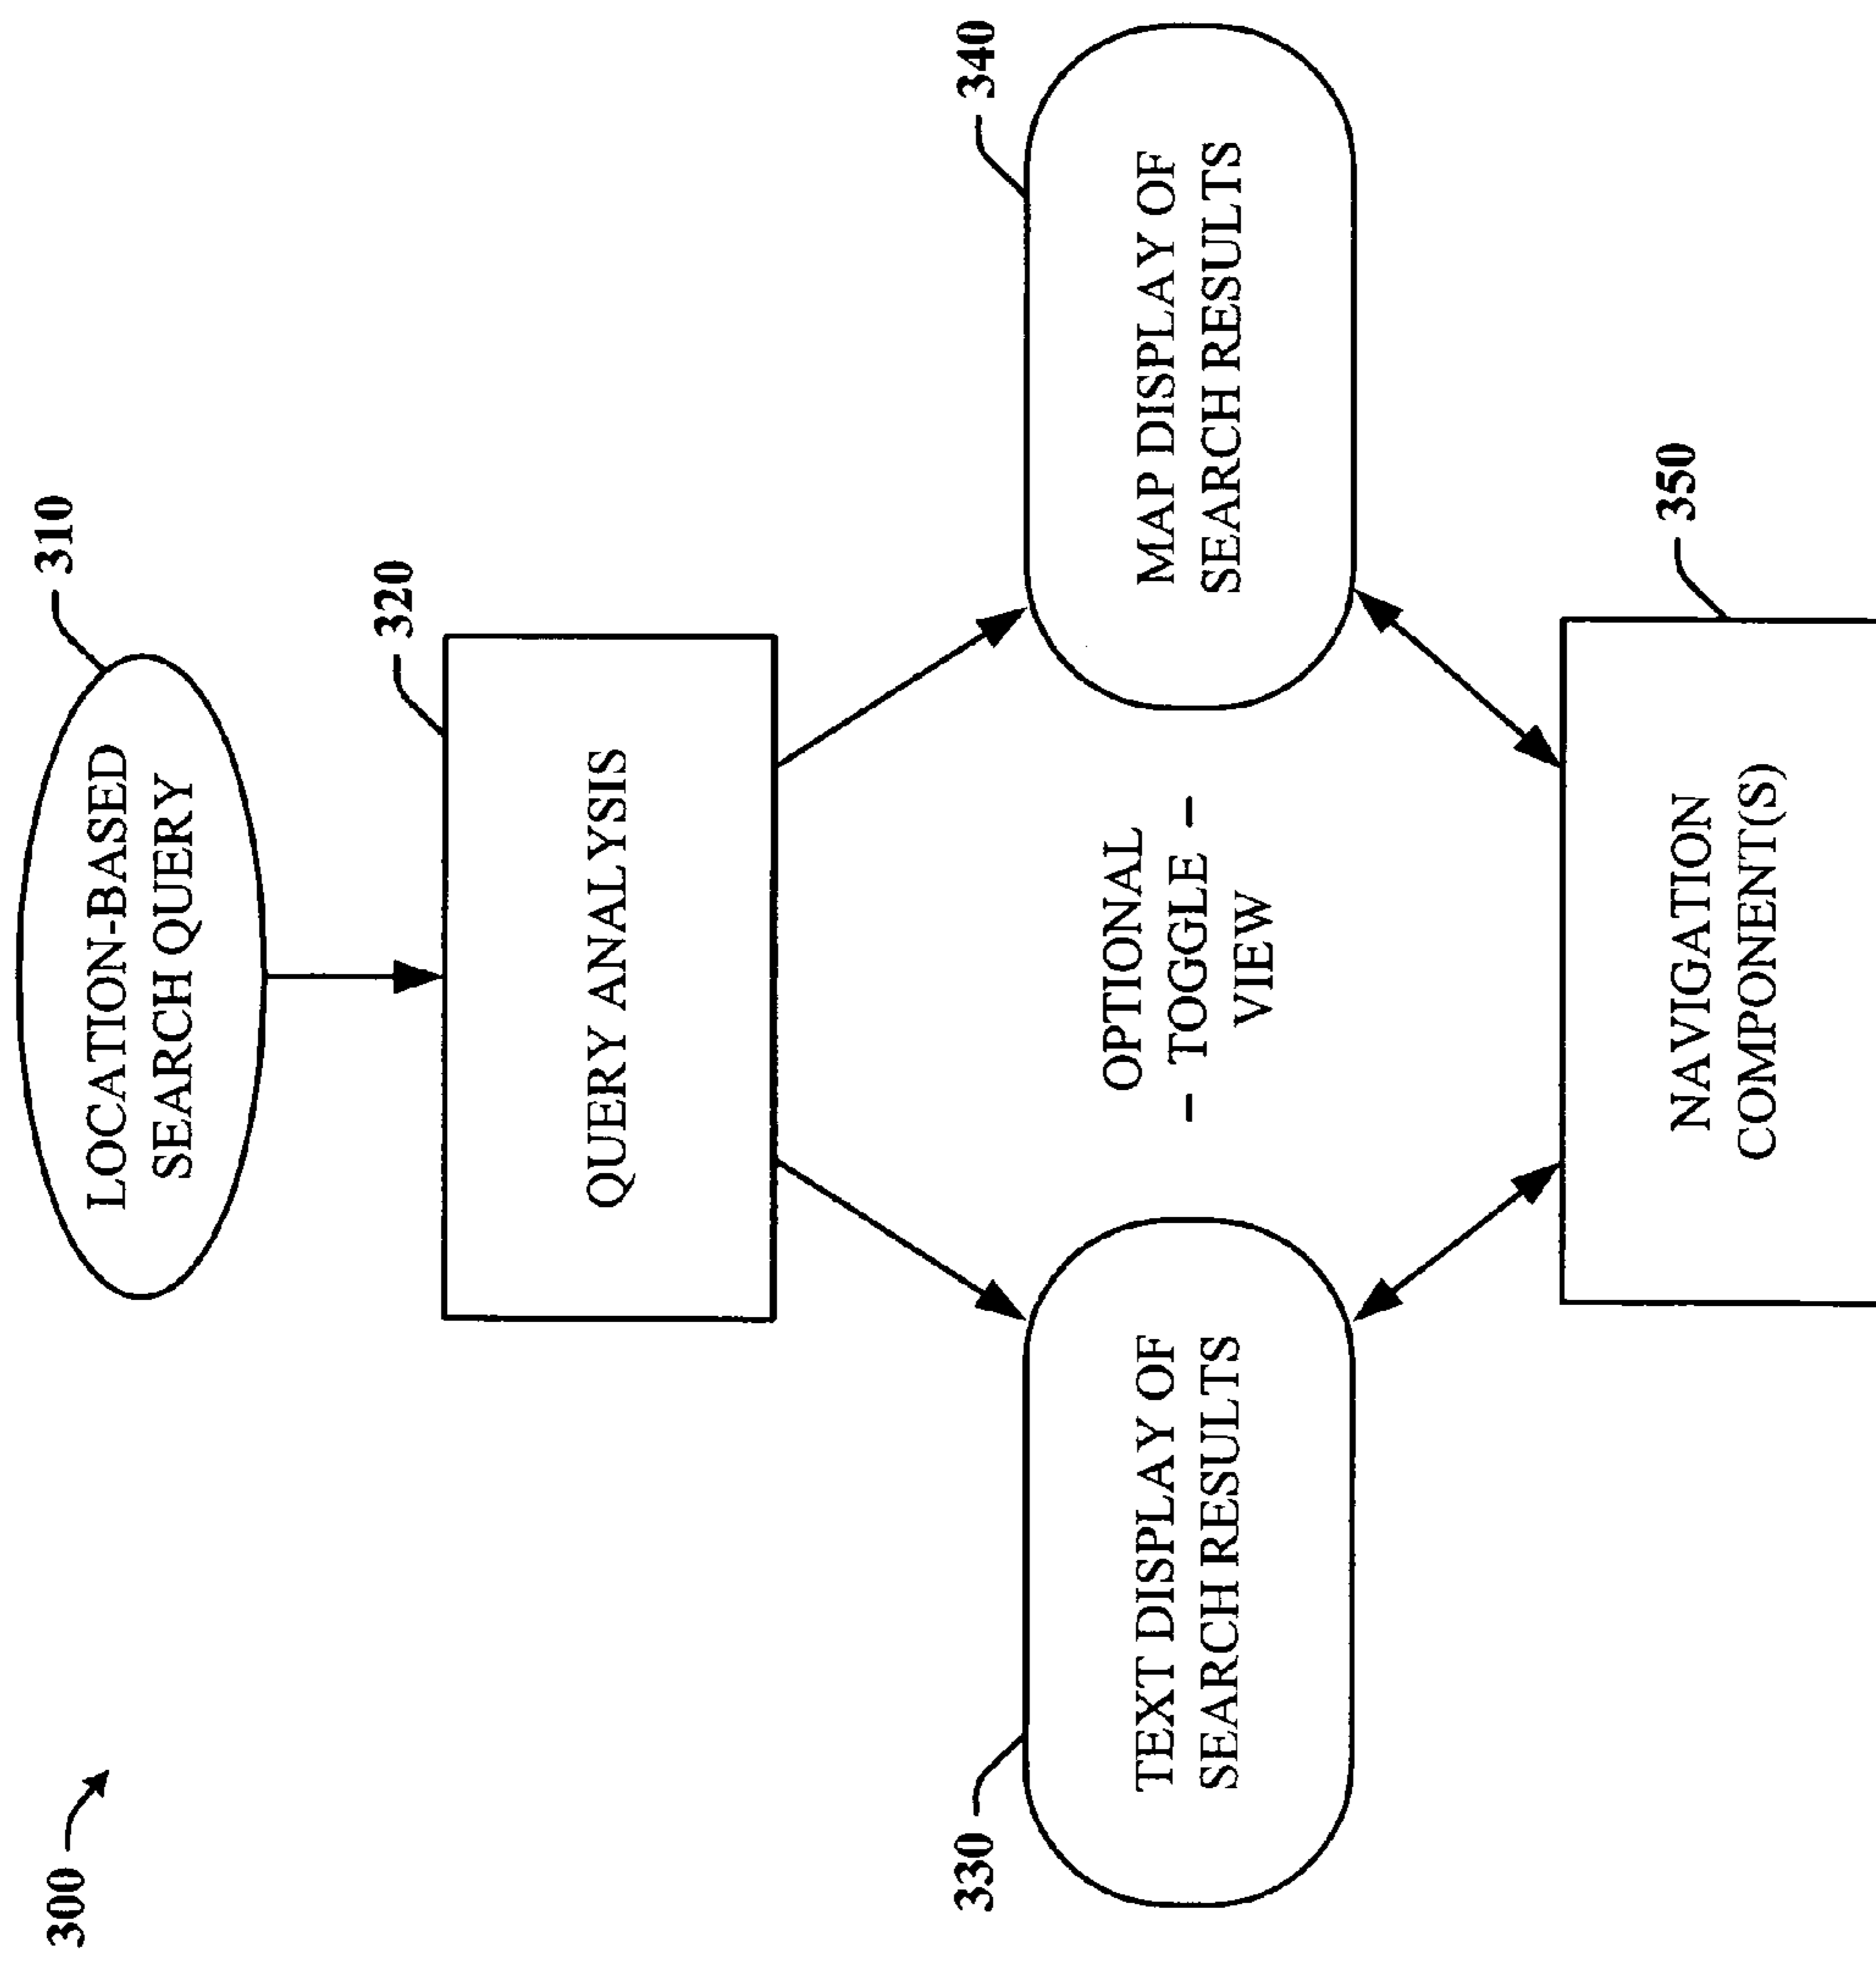 300
310
LOCATION-BASED
SEARCH QUERY
320
QUERY ANALYSIS
330
TEXT DISPLAY OF
SEARCH RESULTS
OPTIONAL
– TOGGLE –
VIEW
340
MAP DISPLAY OF
SEARCH RESULTS
350
NAVIGATION
COMPONENT(S)